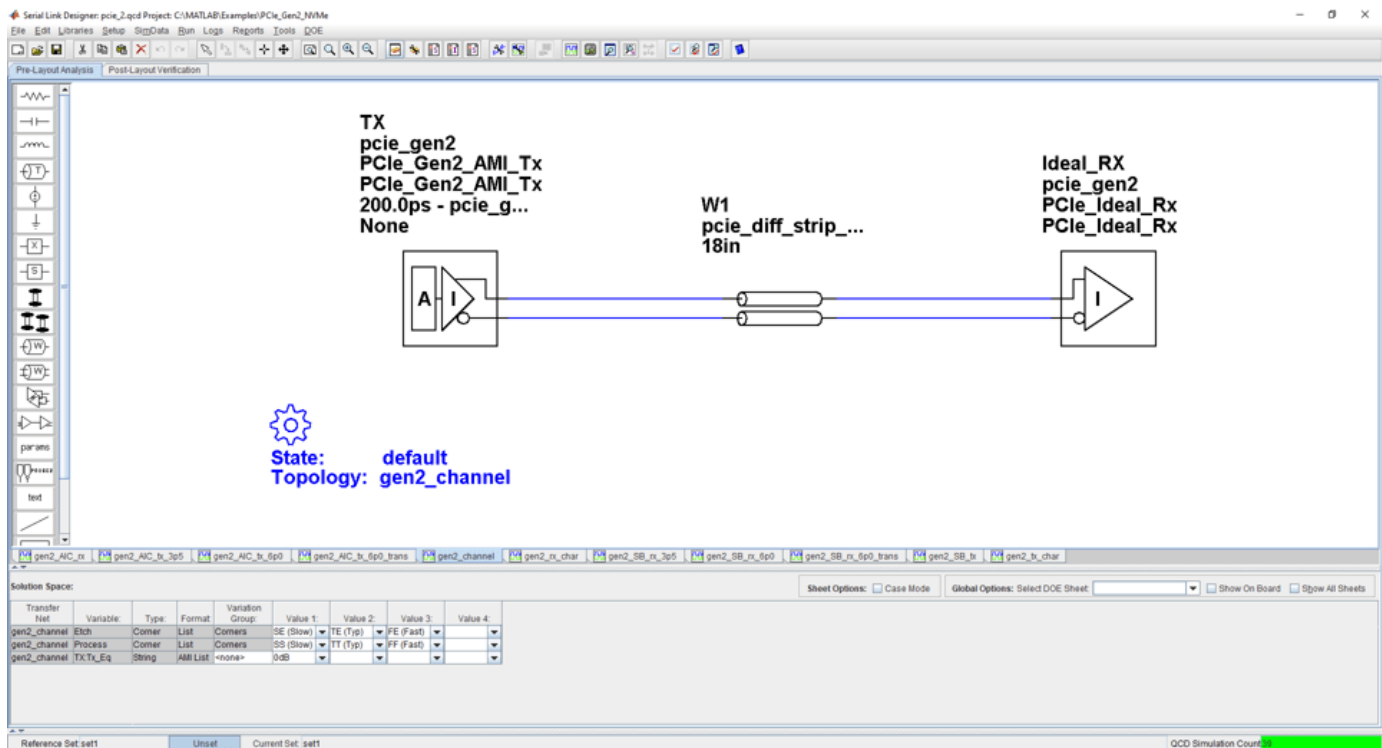 Serial Link Designer: pcie_2.qcd Project: C:\MATLAB\Examples\PCIe_Gen2_NVMe
File Edit Libraries Setup SimData Run Logs Reports Tools DOE
Pre-Layout Analysis Post-Layout Verification
TX
pcie_gen2
PCIe_Gen2_AMI_Tx
PCIe_Gen2_AMI_Tx
200.0ps - pcie_g...
None
A I
W1
pcie_diff_strip_...
18in
Ideal_RX
pcie_gen2
PCIe_Ideal_Rx
PCIe_Ideal_Rx
I
T
X
S
W
W
params
text
State: default
Topology: gen2_channel
gen2_AIC_rx gen2_AIC_tx_3p5 gen2_AIC_tx_6p0 gen2_AIC_tx_6p0_trans gen2_channel gen2_rx_char gen2_SB_rx_3p5 gen2_SB_rx_6p0 gen2_SB_rx_6p0_trans gen2_SB_tx gen2_tx_char
Solution Space: Sheet Options: Case Mode Global Options: Select DOE Sheet: Show On Board Show All Sheets
Transfer Net Variable: Type: Format: Variation Group: Value 1: Value 2: Value 3: Value 4:
gen2_channel Etch Corner List Corners SE (Slow) TE (Typ) FE (Fast)
gen2_channel Process Corner List Corners SS (Slow) TT (Typ) FF (Fast)
gen2_channel TX:Tx_Eq String AMI List <none> 0dB
Reference Set: set1 Unset Current Set: set1 QCD Simulation Count: